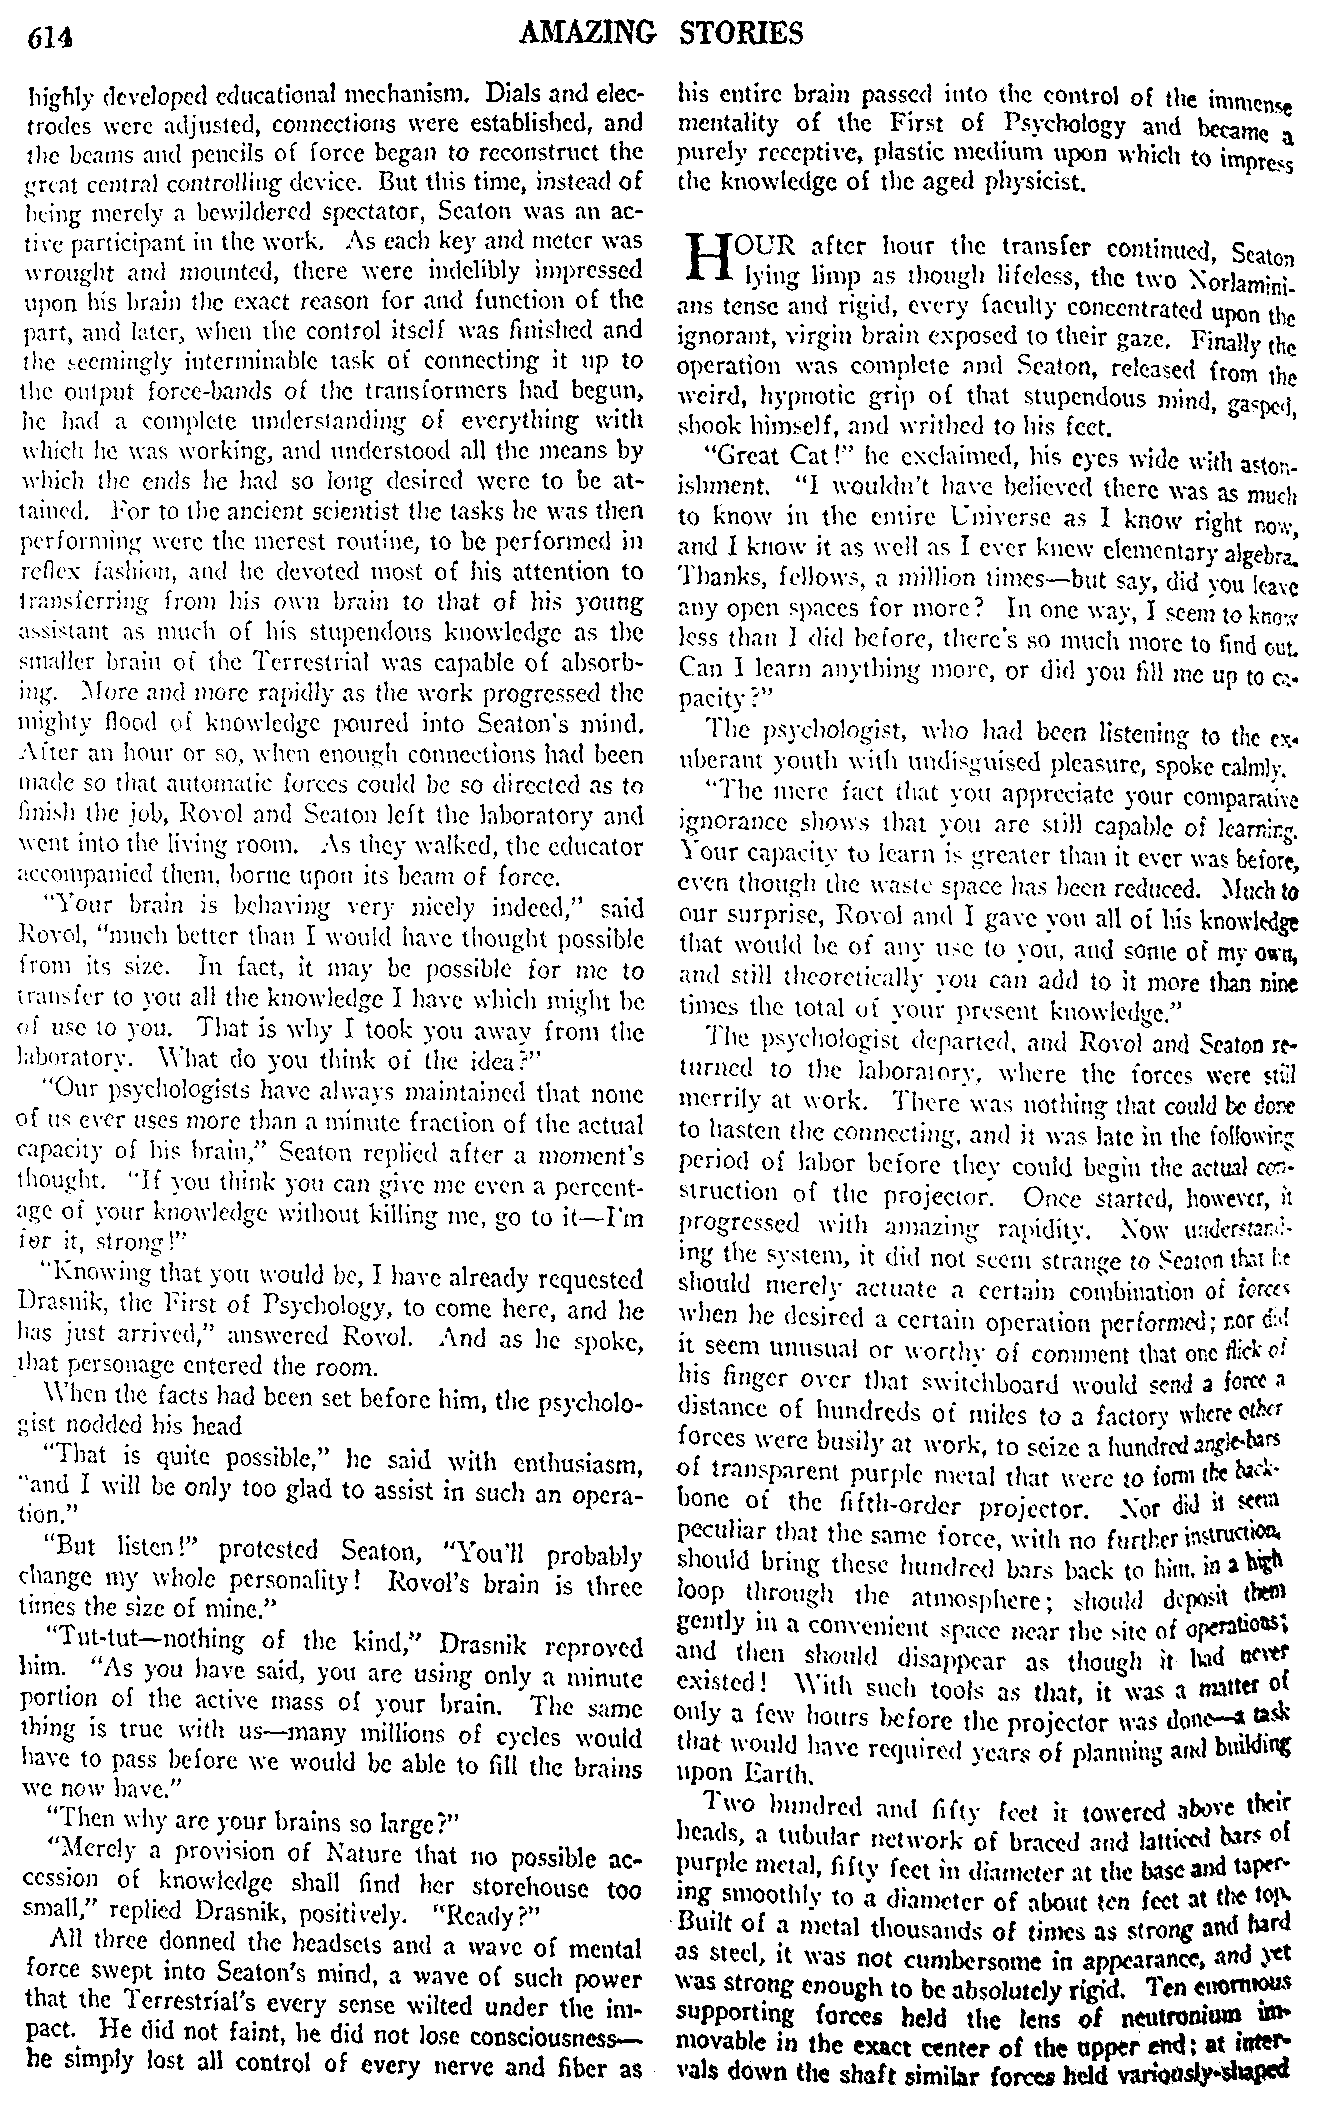 614
AMAZING STORIES
highly developed educational mechanism. Dials and elec-
trodes were adjusted, connections were established, and
the beams and pencils of force began to reconstruct the
great central controlling device. But this time, instead of
being merely a bewildered spectator, Seaton was an ac-
tive participant in the work. As each key and meter was
wrought and mounted, there were indelibly impressed
upon his brain the exact reason for and function of the
part, and later, when the control itself was finished and
the seemingly interminable task of connecting it up to
the output force-bands of the transformers had begun,
he had a complete understanding of everything with
which he was working, and understood all the means by
which the ends he had so long desired were to be at-
tained. For to the ancient scientist the tasks he was then
performing were the merest routine, to be performed in
reflex fashion, and he devoted most of his attention to
transferring from his own brain to that of his young
assistant as much of his stupendous knowledge as the
smaller brain of the Terrestrial was capable of absorb-
ing. More and more rapidly as the work progressed the
mighty flood of knowledge poured into Seaton's mind.
After an hour or so, when enough connections had been
made so that automatic forces could be so directed as to
finish the job, Rovol and Seaton left the laboratory and
went into the living room. As they walked, the educator
accompanied them, borne upon its beam of force.
"Your brain is behaving very nicely indeed," said
Rovol, "much better than I would have thought possible
from its size. In fact, it may be possible for me to
transfer to you all the knowledge I have which might be
of use to you. That is why I took you away from the
laboratory. What do you think of the idea?"
"Our psychologists have always maintained that none
of us ever uses more than a minute fraction of the actual
capacity of his brain," Seaton replied after a moment's
thought. "If you think you can give me even a percent-
age of your knowledge without killing me, go to it—I'm
for it, strong!"
"Knowing that you would be, I have already requested
Drasnik, the First of Psychology, to come here, and he
has just arrived," answered Rovol. And as he spoke,
that personage entered the room.
When the facts had been set before him, the psycholo-
gist nodded his head
"That is quite possible," he said with enthusiasm,
"and I will be only too glad to assist in such an opera-
tion."
"But listen!" protested Seaton, "You'll probably
change my whole personality! Rovol's brain is three
times the size of mine."
"Tut-tut—nothing of the kind," Drasnik reproved
him. "As you have said, you are using only a minute
portion of the active mass of your brain. The same
thing is true with us—many millions of cycles would
have to pass before we would be able to fill the brains
we now have."
"Then why are your brains so large?"
"Merely a provision of Nature that no possible ac-
cession of knowledge shall find her storehouse too
small," replied Drasnik, positively. "Ready?"
All three donned the headsets and a wave of mental
force swept into Seaton's mind, a wave of such power
that the Terrestrial's every sense wilted under the im-
pact. He did not faint, he did not lose consciousness—
he simply lost all control of every nerve and fiber as
his entire brain passed into the control of the immense
mentality of the First of Psychology and became a
purely receptive, plastic medium upon which to impress
the knowledge of the aged physicist.
HOUR after hour the transfer continued, Seaton
lying limp as though lifeless, the two Norlamini-
ans tense and rigid, every faculty concentrated upon the
ignorant, virgin brain exposed to their gaze. Finally the
operation was complete and Seaton, released from the
weird, hypnotic grip of that stupendous mind, gasped,
shook himself, and writhed to his feet.
"Great Cat!" he exclaimed, his eyes wide with aston-
ishment. "I wouldn't have believed there was as much
to know in the entire Universe as I know right now,
and I know it as well as I ever knew elementary algebra.
Thanks, fellows, a million times—but say, did you leave
any open spaces for more? In one way, I seem to know
less than I did before, there's so much more to find out.
Can I learn anything more, or did you fill me up to ca-
pacity?"
The psychologist, who had been listening to the ex-
uberant youth with undisguised pleasure, spoke calmly.
"The mere fact that you appreciate your comparative
ignorance shows that you are still capable of learning.
Your capacity to learn is greater than it ever was before,
even though the waste space has been reduced. Much to
our surprise, Rovol and I gave you all of his knowledge
that would be of any use to you, and some of my own,
and still theoretically you can add to it more than nine
times the total of your present knowledge."
The psychologist departed, and Rovol and Seaton re-
turned to the laboratory, where the forces were still
merrily at work. There was nothing that could be done
to hasten the connecting, and it was late in the following
period of labor before they could begin the actual con-
struction of the projector. Once started, however, it
progressed with amazing rapidity. Now understand-
ing the system, it did not seem strange to Seaton that he
should merely actuate a certain combination of forces
when he desired a certain operation performed; nor did
it seem unusual or worthy of comment that one flick of
his finger over that switchboard would send a force a
distance of hundreds of miles to a factory where other
forces were busily at work, to seize a hundred angle-bars
of transparent purple metal that were to form the back-
bone of the fifth-order projector. Nor did it seem
peculiar that the same force, with no further instruction,
should bring these hundred bars back to him, in a high
loop through the atmosphere; should deposit them
gently in a convenient space near the site of operations;
and then should disappear as though it had never
existed! With such tools as that, it was a matter of
only a few hours before the projector was done—a task
that would have required years of planning and building
upon Earth.
Two hundred and fifty feet it towered above their
heads, a tubular network of braced and latticed bars of
purple metal, fifty feet in diameter at the base and taper-
ing smoothly to a diameter of about ten feet at the top.
Built of a metal thousands of times as strong and hard
as steel, it was not cumbersome in appearance, and yet
was strong enough to be absolutely rigid. Ten enormous
supporting forces held the lens of neutronium im-
movable in the exact center of the upper end; at inter-
vals down the shaft similar forces held variously-shaped